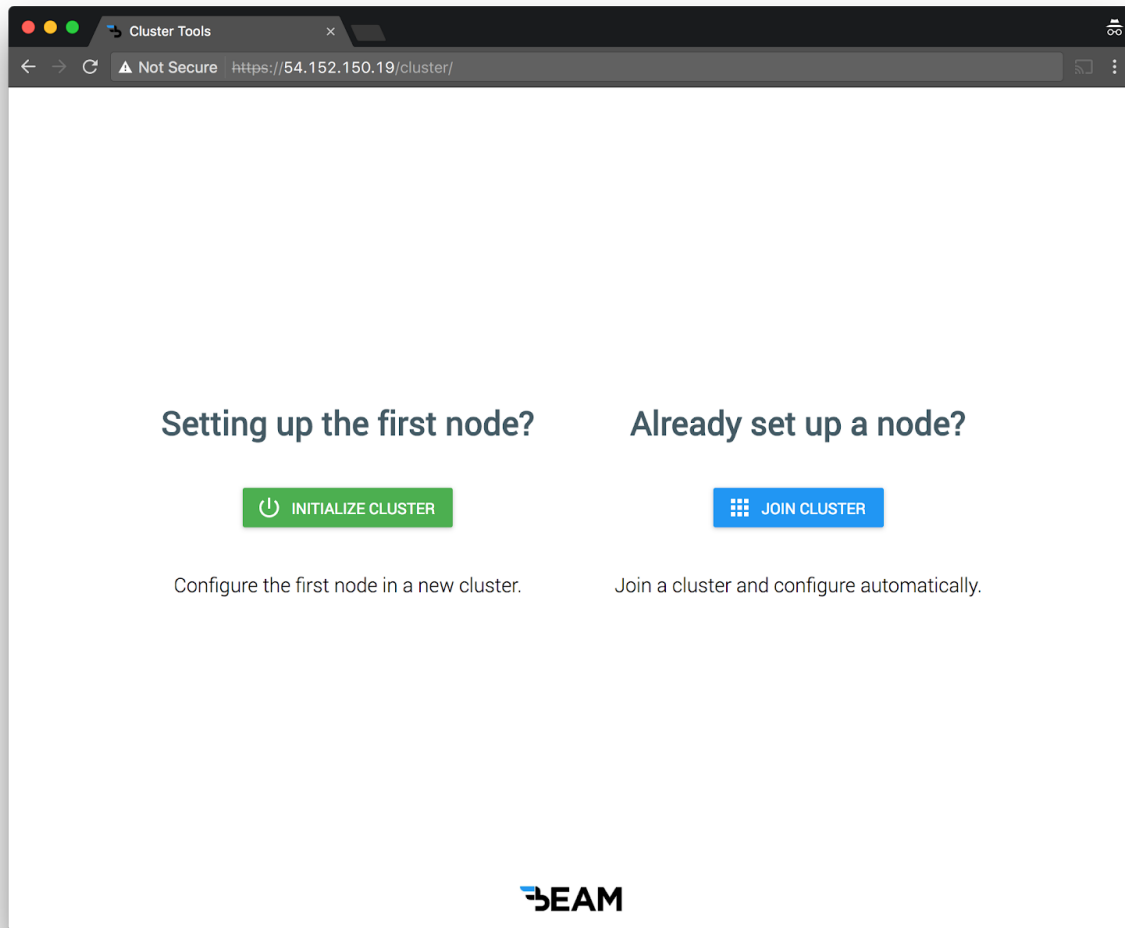 Cluster Tools
Not Secure https://54.152.150.19/cluster/
Setting up the first node?
INITIALIZE CLUSTER
Configure the first node in a new cluster.
Already set up a node?
JOIN CLUSTER
Join a cluster and configure automatically.
BEAM